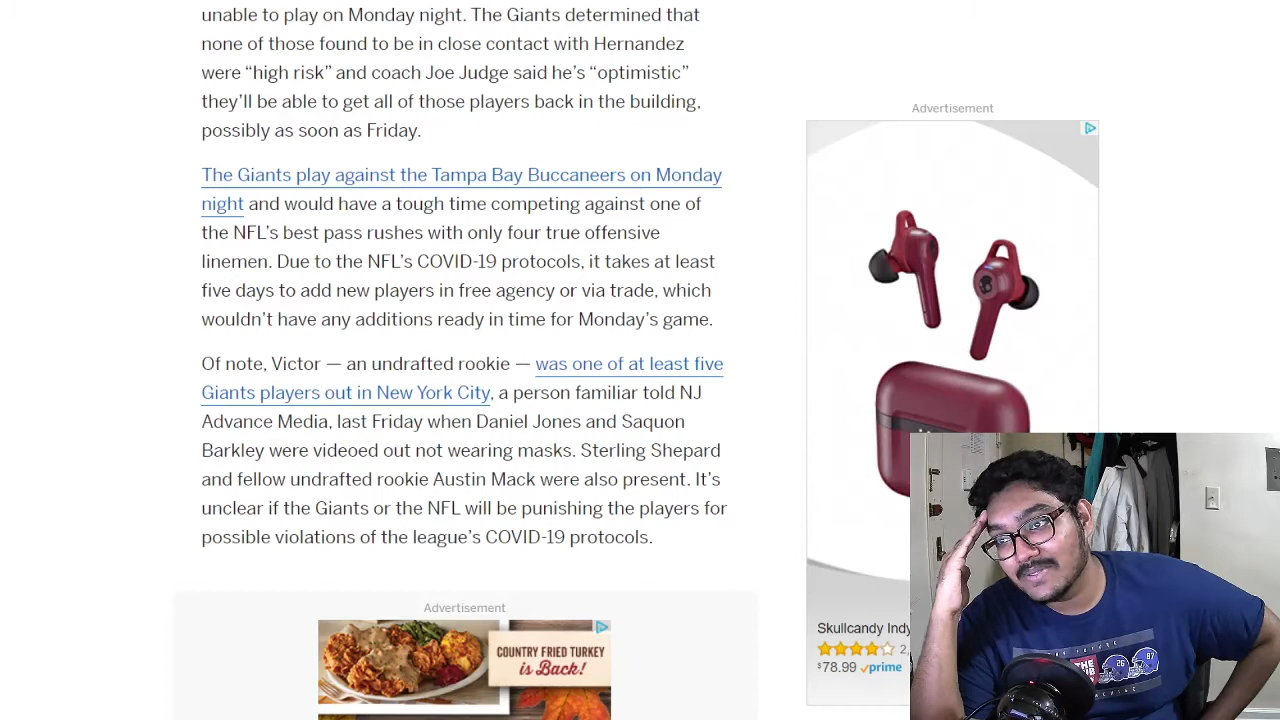 unable to play on Monday night. The Giants determined that
none of those found to be in close contact with Hernandez
were “high risk” and coach Joe Judge said he’s “optimistic”
they’ll be able to get all of those players back in the building,
possibly as soon as Friday.
The Giants play against the Tampa Bay Buccaneers on Monday
night and would have a tough time competing against one of
the NFL’s best pass rushes with only four true offensive
linemen. Due to the NFL’s COVID-19 protocols, it takes at least
five days to add new players in free agency or via trade, which
wouldn’t have any additions ready in time for Monday’s game.
Of note, Victor — an undrafted rookie — was one of at least five
Giants players out in New York City, a person familiar told NJ
Advance Media, last Friday when Daniel Jones and Saquon
Barkley were videoed out not wearing masks. Sterling Shepard
and fellow undrafted rookie Austin Mack were also present. It’s
unclear if the Giants or the NFL will be punishing the players for
possible violations of the league’s COVID-19 protocols.
Advertisement
COUNTRY FRIED TURKEY
is Back!
Advertisement
Skullcandy Indy
2,
$78.99 prime
THE
26
87